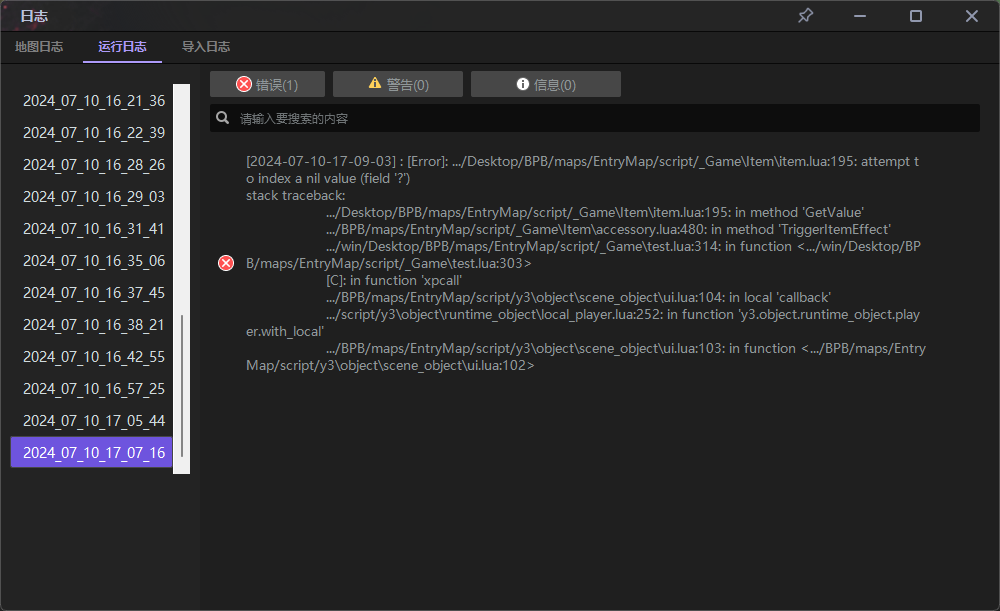 日志
地图日志 运行日志 导入日志
错误(1) 警告(0) 信息(0)
请输入要搜索的内容
2024_07_10_16_21_36
2024_07_10_16_22_39
2024_07_10_16_28_26
2024_07_10_16_29_03
2024_07_10_16_31_41
2024_07_10_16_35_06
2024_07_10_16_37_45
2024_07_10_16_38_21
2024_07_10_16_42_55
2024_07_10_16_57_25
2024_07_10_17_05_44
2024_07_10_17_07_16
[2024-07-10-17-09-03] : [Error]: .../Desktop/BPB/maps/EntryMap/script/_Game\Item\item.lua:195: attempt t
o index a nil value (field '?')
stack traceback:
.../Desktop/BPB/maps/EntryMap/script/_Game\Item\item.lua:195: in method 'GetValue'
.../BPB/maps/EntryMap/script/_Game\Item\accessory.lua:480: in method 'TriggerItemEffect'
.../win/Desktop/BPB/maps/EntryMap/script/_Game\test.lua:314: in function <.../win/Desktop/BP
B/maps/EntryMap/script/_Game\test.lua:303>
[C]: in function 'xpcall'
.../BPB/maps/EntryMap/script/y3\object\scene_object\ui.lua:104: in local 'callback'
.../script/y3\object\runtime_object\local_player.lua:252: in function 'y3.object.runtime_object.play
er.with_local'
.../BPB/maps/EntryMap/script/y3\object\scene_object\ui.lua:103: in function <.../BPB/maps/Entry
Map/script/y3\object\scene_object\ui.lua:102>